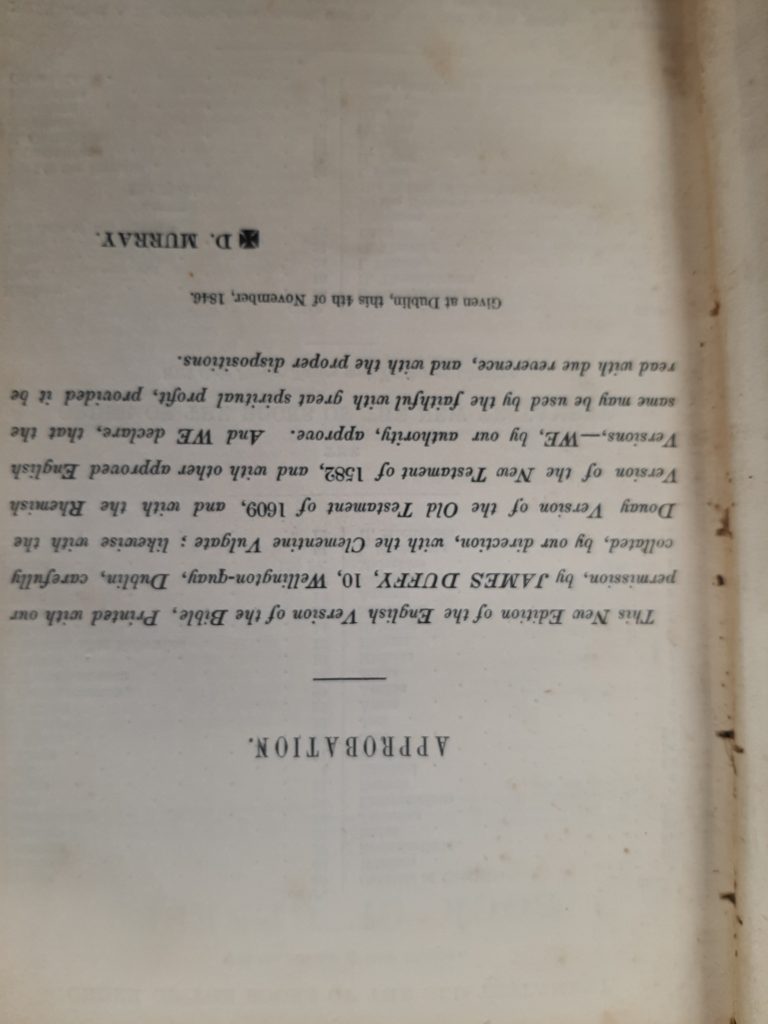 APPROBATION.
This New Edition of the English Version of the Bible, Printed with our
permission, by JAMES DUFFY, 10, Wellington-quay, Dublin, carefully
collated, by our direction, with the Clementine Vulgate ; likewise with the
Douay Version of the Old Testament of 1609, and with the Rhemish
Version of the New Testament of 1582, and with other approved English
Versions,—WE, by our authority, approve. And WE declare, that the
same may be used by the faithful with great spiritual profit, provided it be
read with due reverence, and with the proper dispositions.
Given at Dublin, this 4th of November, 1846.
✠ D. MURRAY.